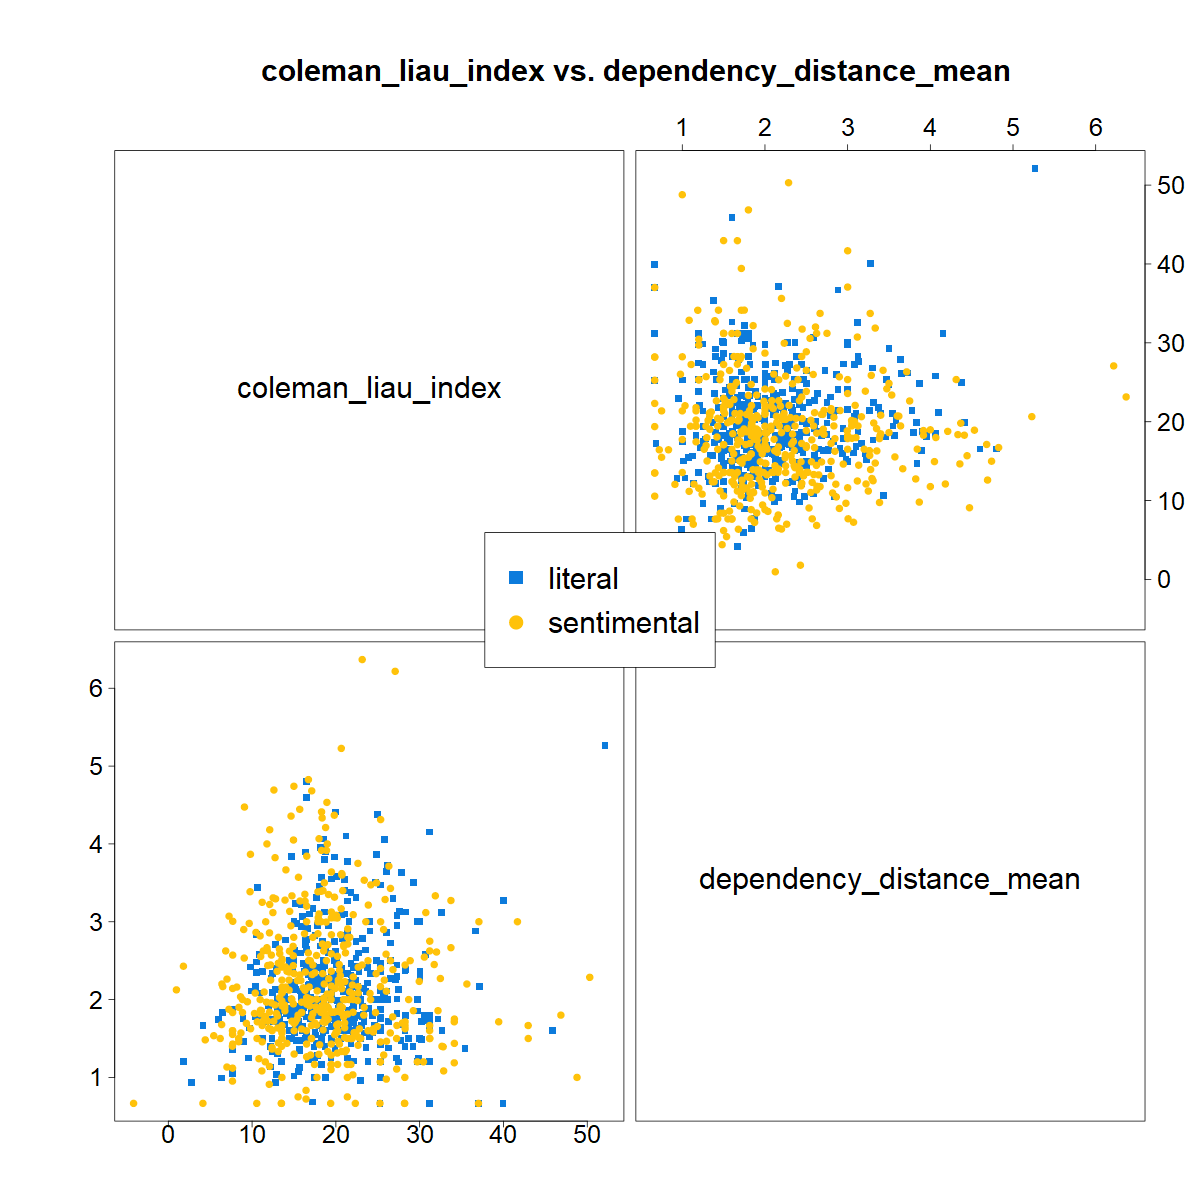 coleman_liau_index vs. dependency_distance_mean
1 2 3 4 5 6
50
40
30
20
10
0
coleman_liau_index
literal
sentimental
6
5
4
3
2
1
dependency_distance_mean
0 10 20 30 40 50